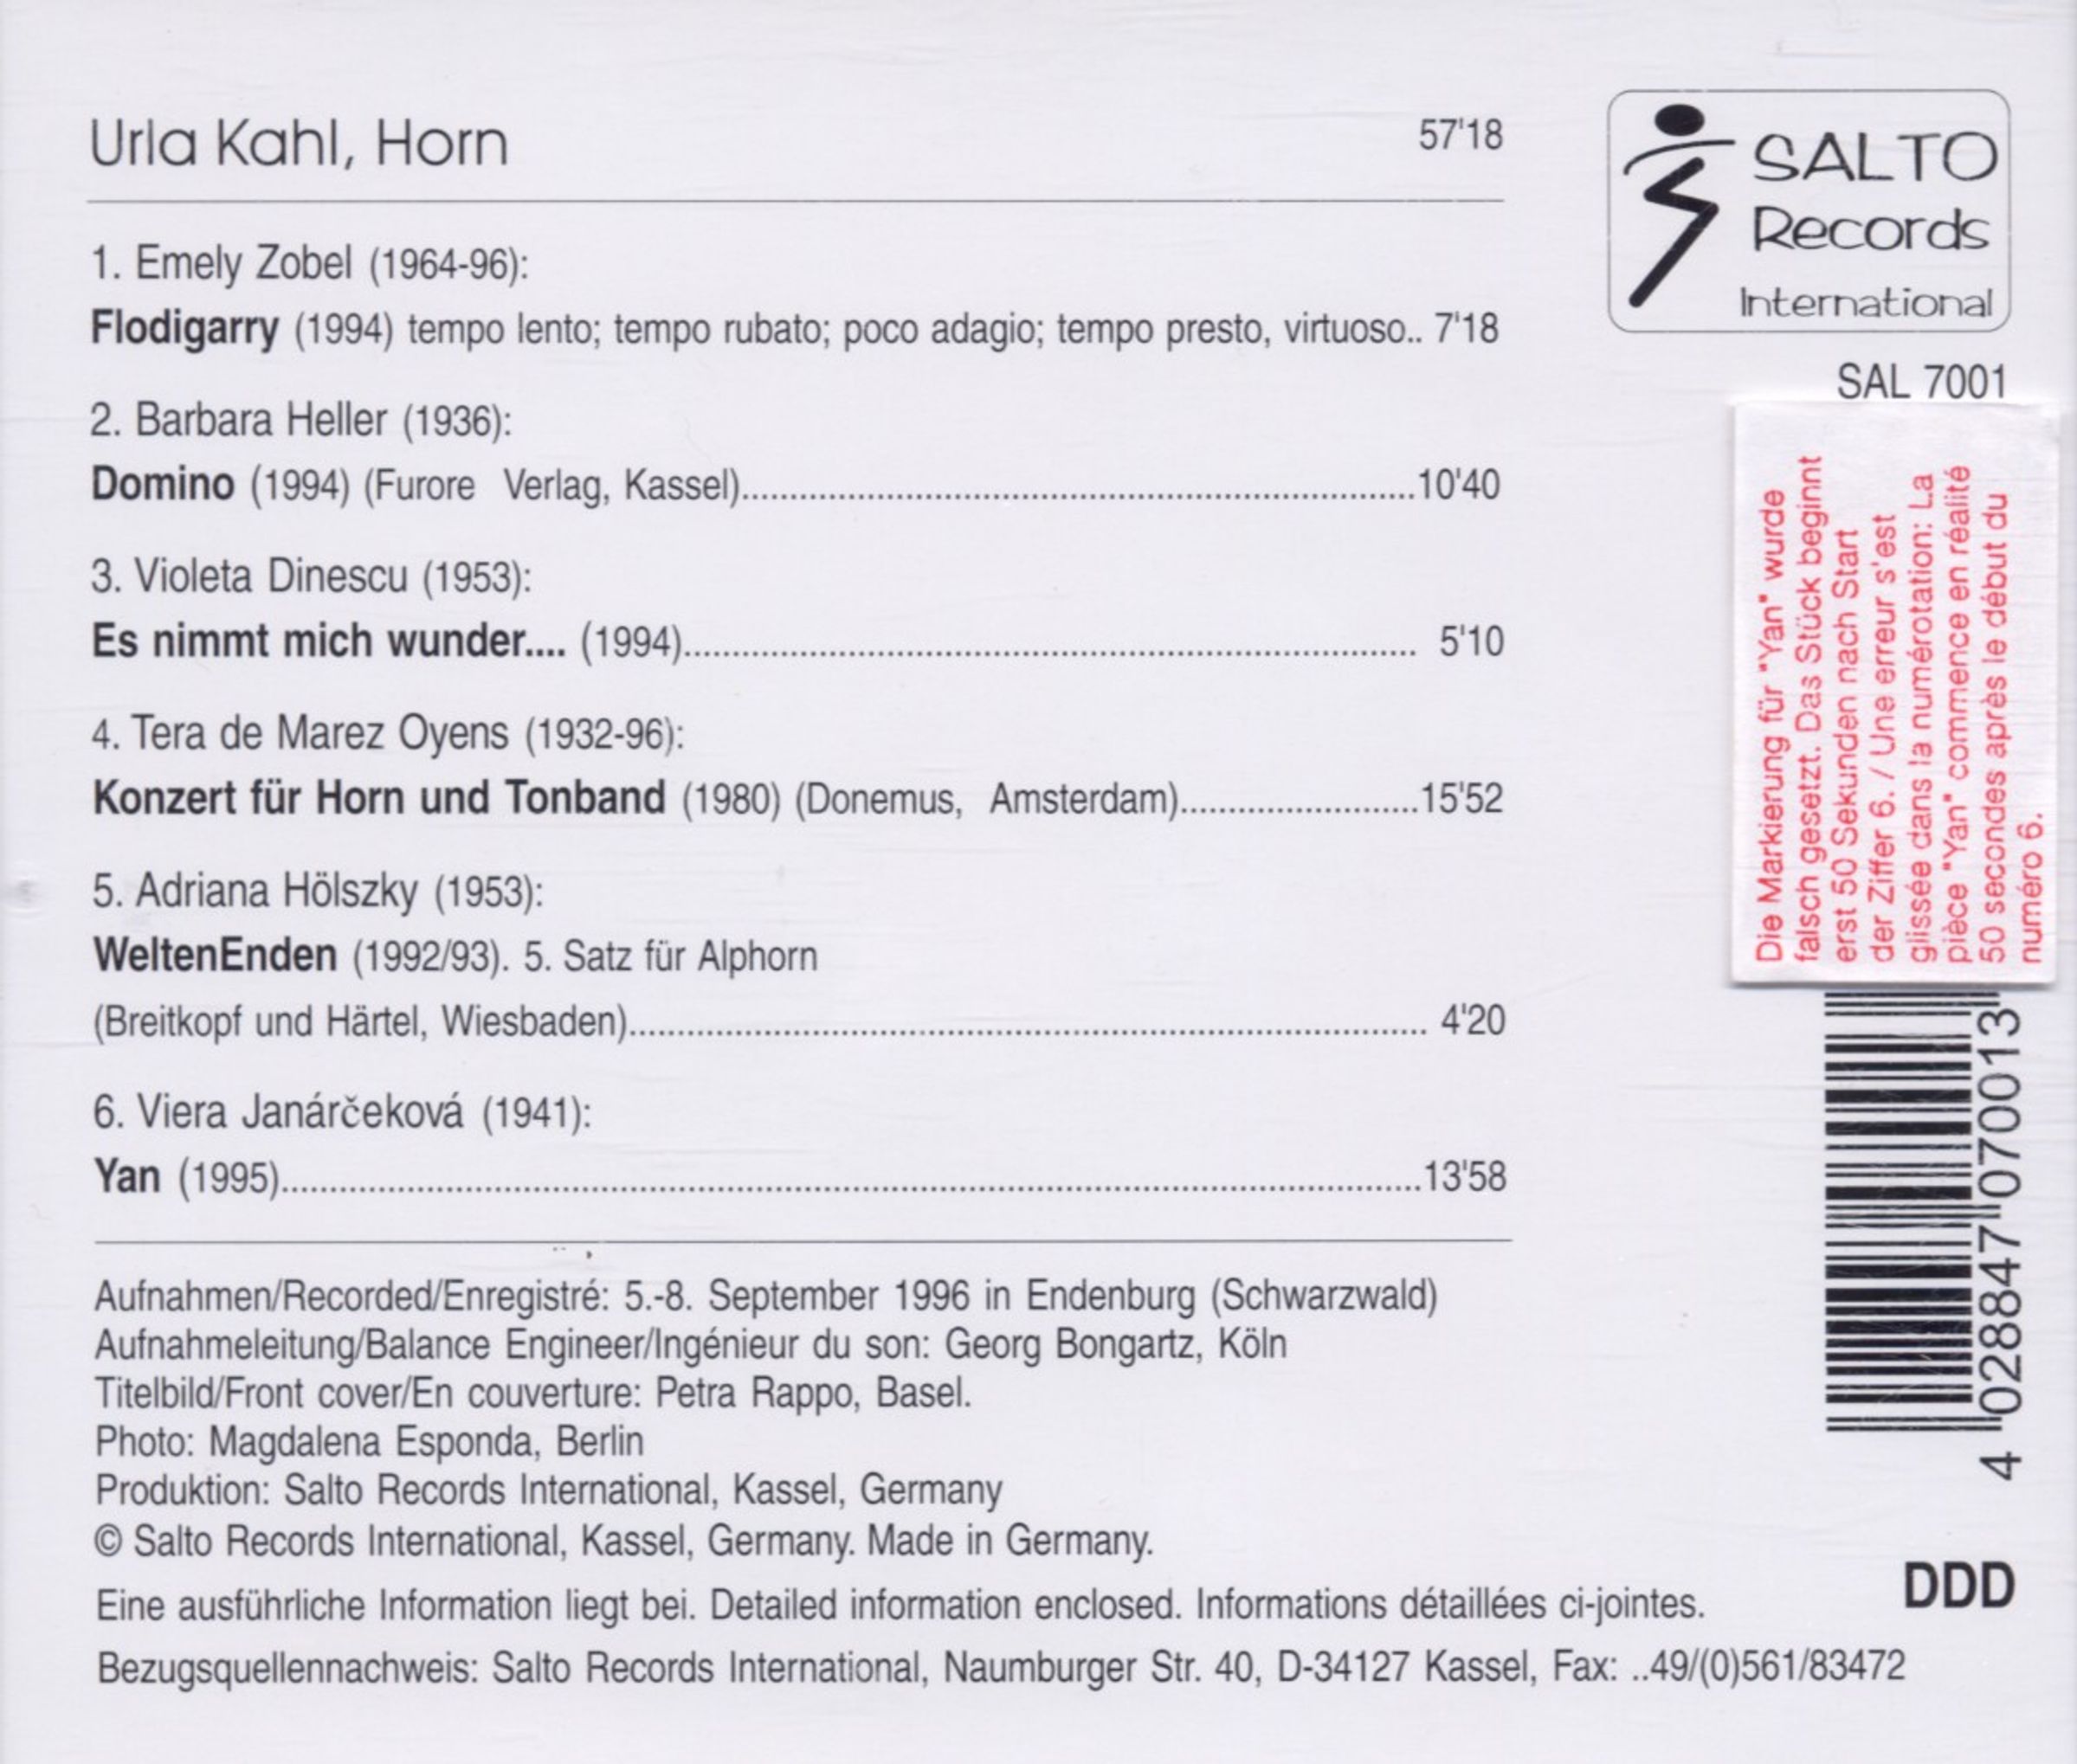 Urla Kahl, Horn 57'18
1. Emely Zobel (1964-96):
Flodigarry (1994) tempo lento; tempo rubato; poco adagio; tempo presto, virtuoso.. 7'18
2. Barbara Heller (1936):
Domino (1994) (Furore Verlag, Kassel)......................................................................10'40
3. Violeta Dinescu (1953):
Es nimmt mich wunder.... (1994)............................................................................ 5'10
4. Tera de Marez Oyens (1932-96):
Konzert für Horn und Tonband (1980) (Donemus, Amsterdam)........................15'52
5. Adriana Hölszky (1953):
WeltenEnden (1992/93). 5. Satz für Alphorn
(Breitkopf und Härtel, Wiesbaden).................................................................................. 4'20
6. Viera Janárčeková (1941):
Yan (1995)......................................................................................................................13'58
Aufnahmen/Recorded/Enregistré: 5.-8. September 1996 in Endenburg (Schwarzwald)
Aufnahmeleitung/Balance Engineer/Ingénieur du son: Georg Bongartz, Köln
Titelbild/Front cover/En couverture: Petra Rappo, Basel.
Photo: Magdalena Esponda, Berlin
Produktion: Salto Records International, Kassel, Germany
© Salto Records International, Kassel, Germany. Made in Germany.
Eine ausführliche Information liegt bei. Detailed information enclosed. Informations détaillées ci-jointes.
Bezugsquellennachweis: Salto Records International, Naumburger Str. 40, D-34127 Kassel, Fax: ..49/(0)561/83472
SALTO
Records
International
SAL 7001
Die Markierung für "Yan" wurde
falsch gesetzt. Das Stück beginnt
erst 50 Sekunden nach Start
der Ziffer 6. / Une erreur s'est
glissée dans la numérotation: La
pièce "Yan" commence en réalité
50 secondes après le début du
numéro 6.
4 028847 070013
DDD